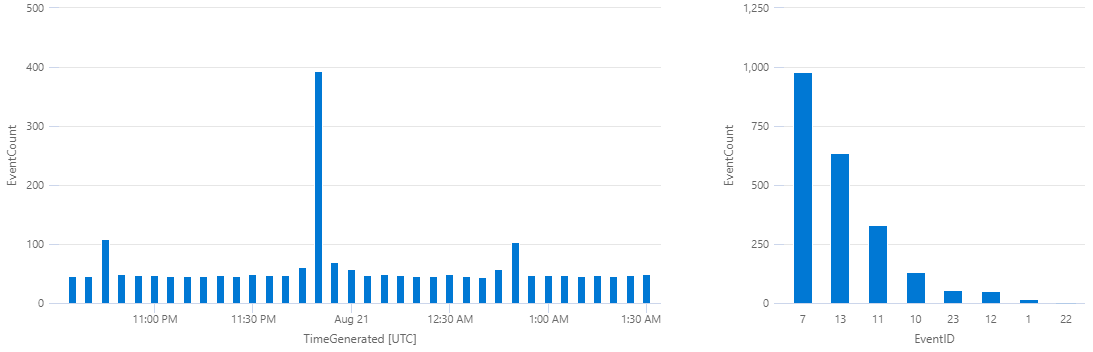 500
400
300
200
100
0
EventCount
11:00 PM 11:30 PM Aug 21 12:30 AM 1:00 AM 1:30 AM
TimeGenerated [UTC]
1,250
1,000
750
500
250
0
EventCount
7 13 11 10 23 12 1 22
EventID